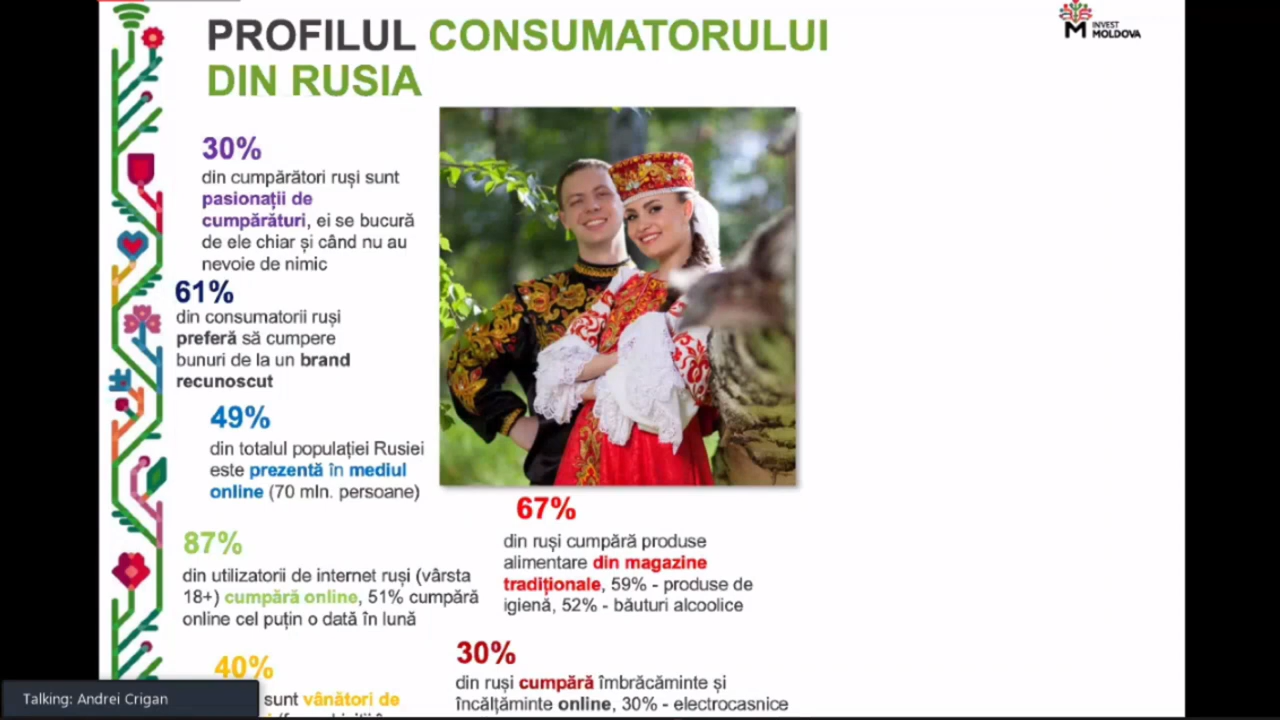 PROFILUL CONSUMATORULUI
DIN RUSIA
INVEST
MOLDOVA
30%
din cumpărători ruși sunt
pasionații de
cumpărături, ei se bucură
de ele chiar și când nu au
nevoie de nimic
61%
din consumatorii ruși
preferă să cumpere
bunuri de la un brand
recunoscut
49%
din totalul populației Rusiei
este prezentă în mediul
online (70 mln. persoane)
87%
din utilizatorii de internet ruși (vârsta
18+) cumpără online, 51% cumpără
online cel puțin o dată în lună
67%
din ruși cumpără produse
alimentare din magazine
tradiționale, 59% - produse de
igienă, 52% - băuturi alcoolice
40%
sunt vânători de
30%
din ruși cumpără îmbrăcăminte și
încălțăminte online, 30% - electrocasnice
Talking: Andrei Crigan